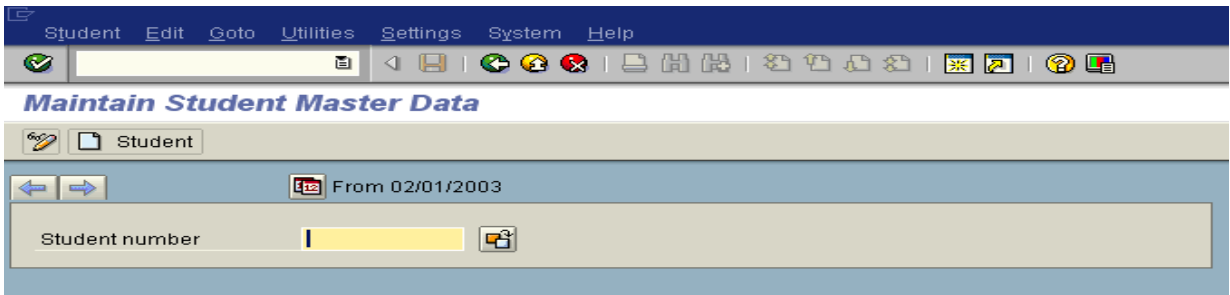 Student Edit Goto Utilities Settings System Help
Maintain Student Master Data
Student
From 02/01/2003
Student number